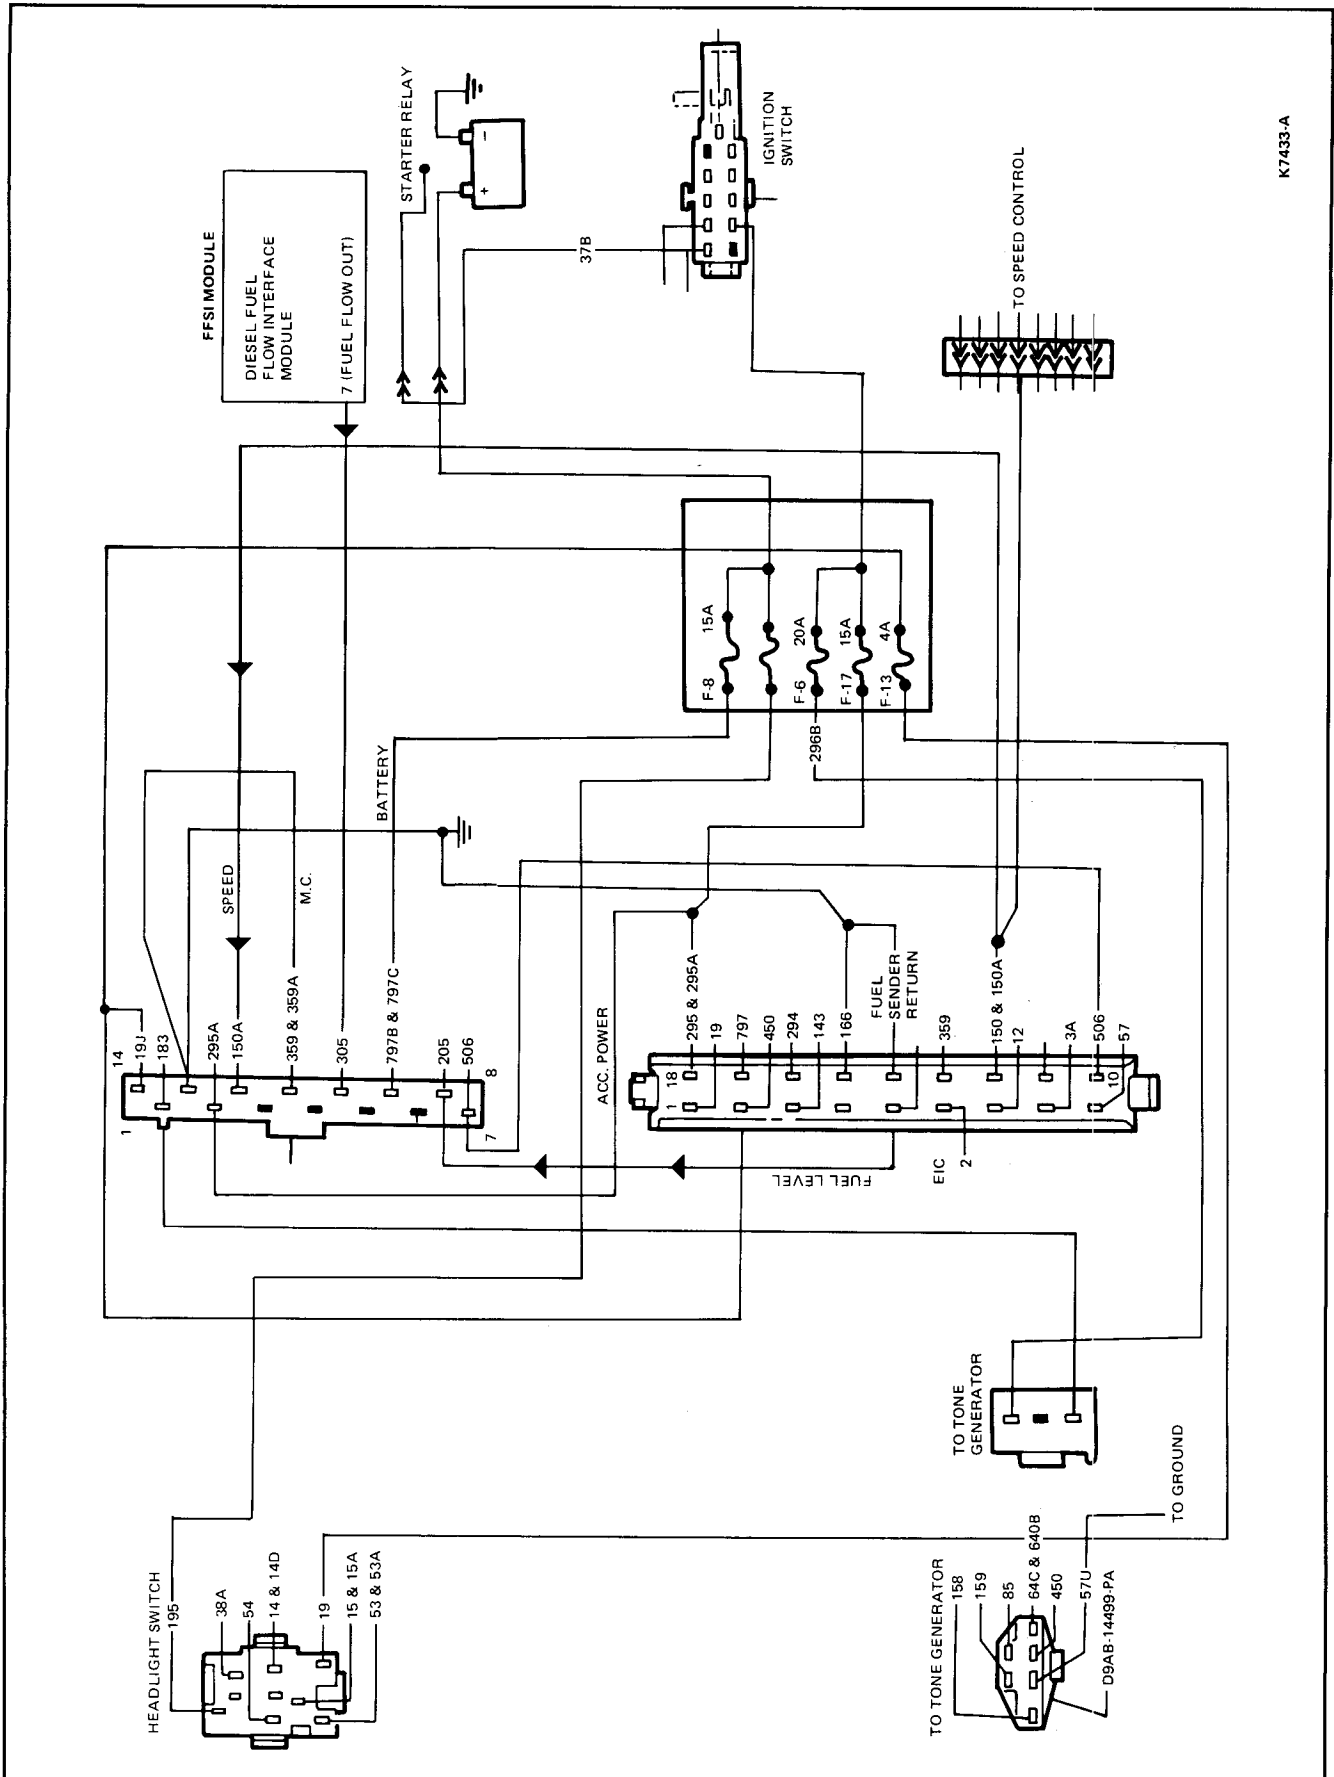 HEADLIGHT SWITCH
195
38A
54
14 & 14D
19
15 & 15A
53 & 53A
1
14
19J
183
295A
150A
359 & 359A
305
797B & 797C
205
506
7
8
SPEED
M.C.
BATTERY
FFSI MODULE
DIESEL FUEL
FLOW INTERFACE
MODULE
7 (FUEL FLOW OUT)
STARTER RELAY
+
-
37B
IGNITION
SWITCH
F-8
15A
F-6
20A
F-17
15A
F-13
4A
296B
ACC. POWER
1
18
295 & 295A
19
797
450
294
143
166
FUEL
SENDER
RETURN
359
150 & 150A
12
3A
506
57
10
FUEL LEVEL
EIC
2
TO SPEED CONTROL
TO TONE
GENERATOR
TO TONE GENERATOR
158
159
85
64C & 640B
450
57U
D9AB-14499-PA
TO GROUND
K7433-A